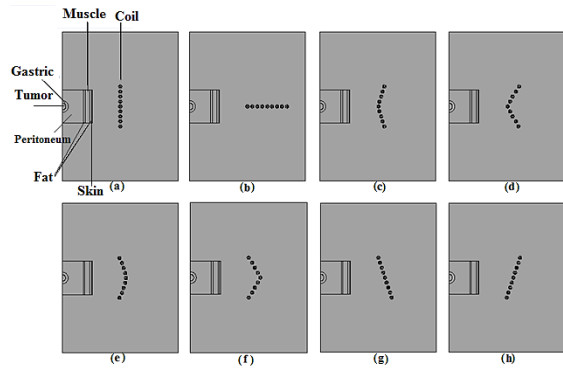 Muscle
Coil
Gastric
Tumor
Peritoneum
Fat
Skin
(a)
(b)
(c)
(d)
(e)
(f)
(g)
(h)